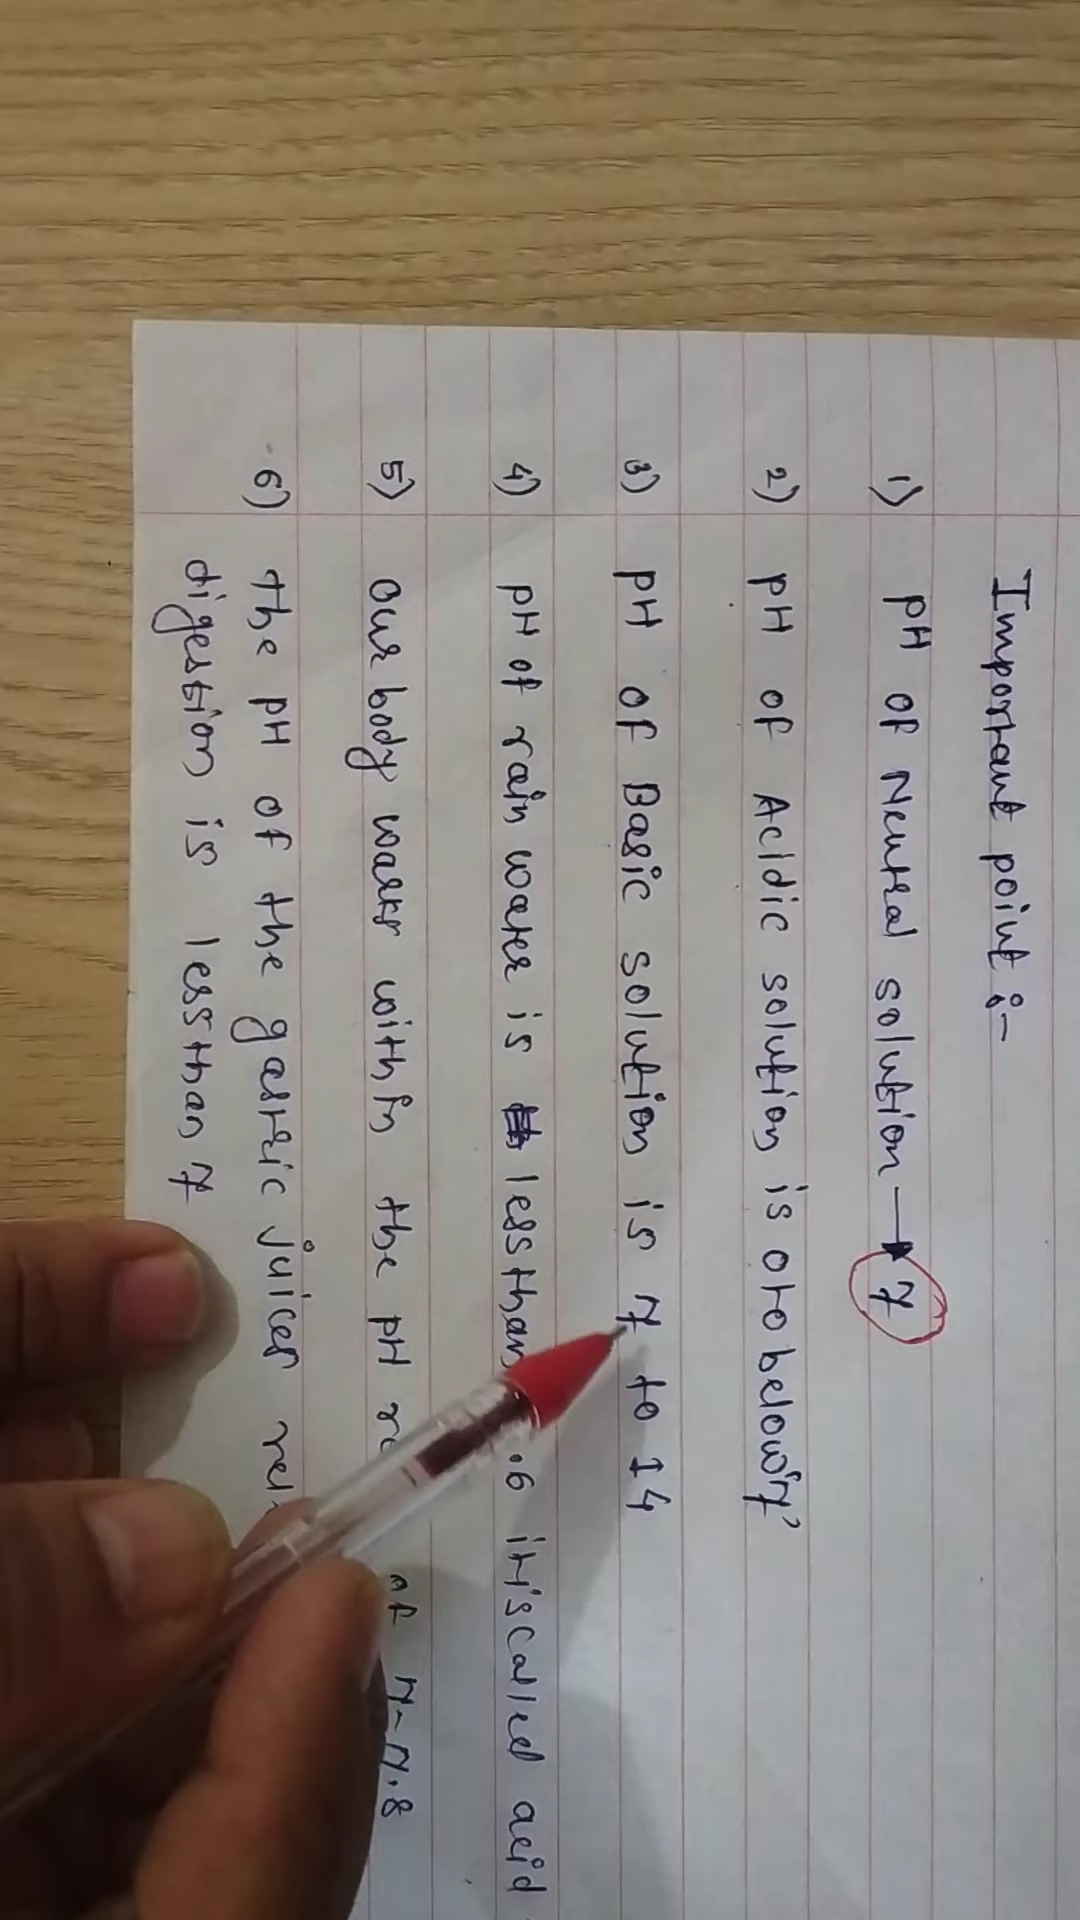 Important point :-
1) pH of Neutral solution → 7
2) pH of Acidic solution is 0 to below '7'
3) pH of Basic solution is 7 to 14
4) pH of rain water is less than .6 it is called acid
5) our body works within the pH of 7-7.8
6) the pH of the gastric juices
digestion is less than 7